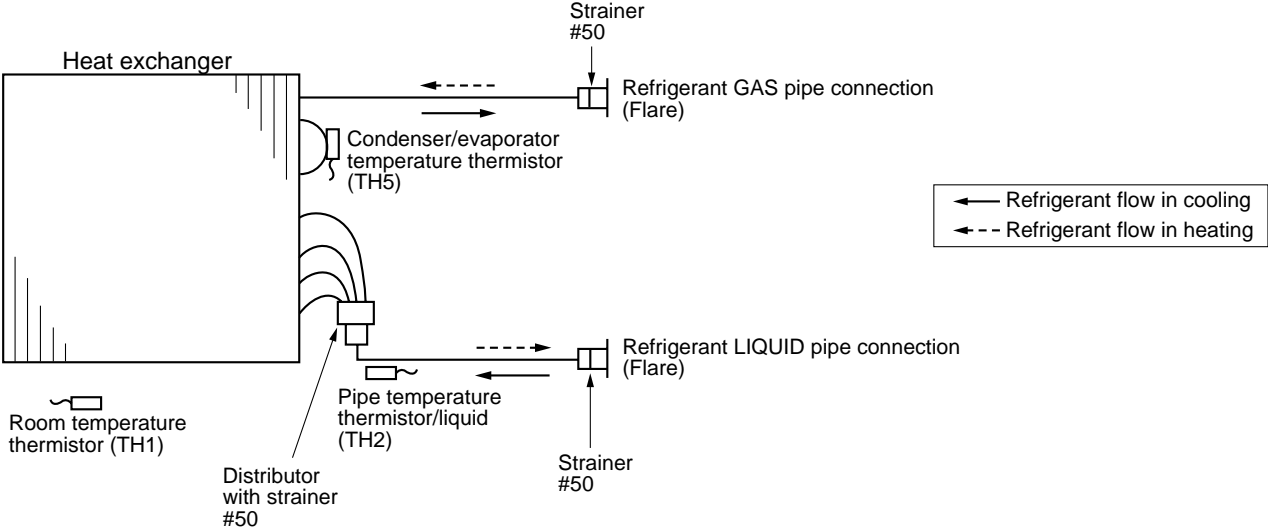 Strainer
#50
Heat exchanger
Refrigerant GAS pipe connection
(Flare)
Condenser/evaporator
temperature thermistor
(TH5)
Refrigerant flow in cooling
Refrigerant flow in heating
Refrigerant LIQUID pipe connection
(Flare)
Pipe temperature
thermistor/liquid
(TH2)
Room temperature
thermistor (TH1)
Distributor
with strainer
#50
Strainer
#50